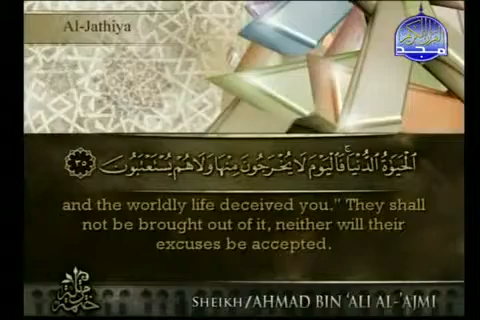 Al-Jathiya
الْحَيَوٰةُ الدُّنْيَا فَالْيَوْمَ لَا يُخْرَجُونَ مِنْهَا وَلَا هُمْ يُسْتَعْتَبُونَ ٣٥
and the worldly life deceived you." They shall
not be brought out of it, neither will their
excuses be accepted.
SHEIKH/AHMAD BIN 'ALI AL-'AJMI